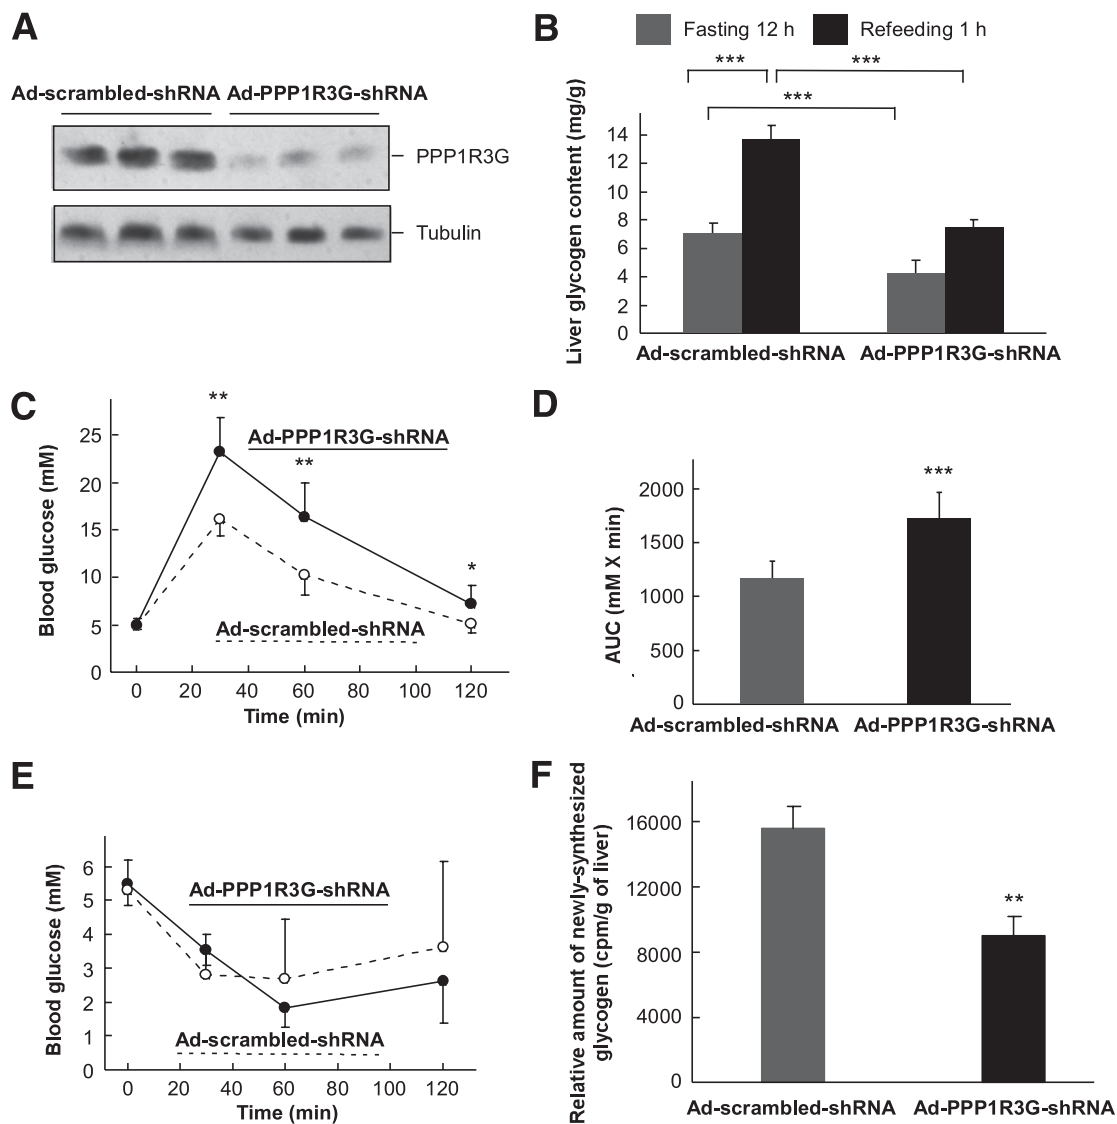 A
Ad-scrambled-shRNA Ad-PPP1R3G-shRNA
PPP1R3G
Tubulin
B
Fasting 12 h
Refeeding 1 h
***
***
***
Liver glycogen content (mg/g)
14
12
10
8
6
4
2
0
Ad-scrambled-shRNA Ad-PPP1R3G-shRNA
C
Blood glucose (mM)
25
20
15
10
5
0
**
Ad-PPP1R3G-shRNA
**
*
Ad-scrambled-shRNA
0 20 40 60 80 100 120
Time (min)
D
AUC (mM X min)
2000
1500
1000
500
0
***
Ad-scrambled-shRNA Ad-PPP1R3G-shRNA
E
Blood glucose (mM)
6
5
4
3
2
1
0
Ad-PPP1R3G-shRNA
Ad-scrambled-shRNA
0 20 40 60 80 100 120
Time (min)
F
Relative amount of newly-synthesized
glycogen (cpm/g of liver)
16000
12000
8000
4000
0
**
Ad-scrambled-shRNA Ad-PPP1R3G-shRNA